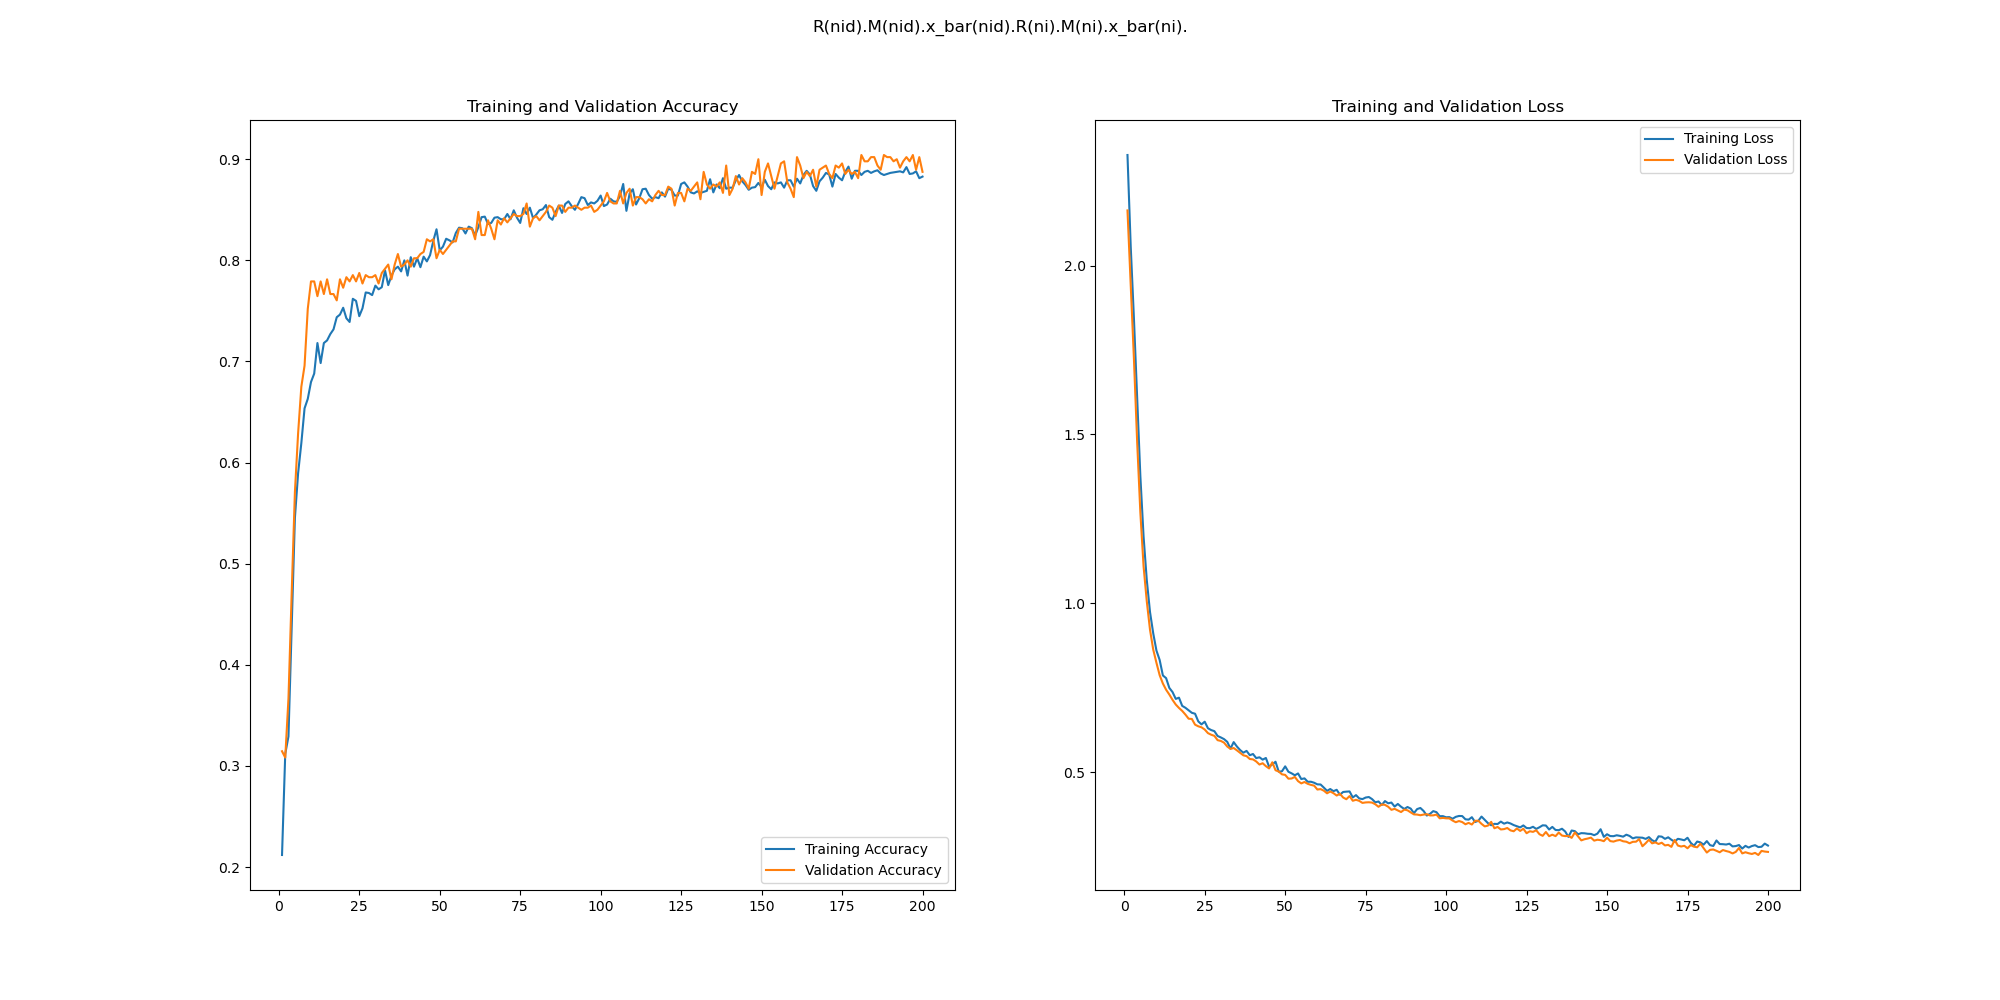 R(nid).M(nid).x_bar(nid).R(ni).M(ni).x_bar(ni).
Training and Validation Accuracy
0.9
0.8
0.7
0.6
0.5
0.4
0.3
0.2
0 25 50 75 100 125 150 175 200
Training Accuracy
Validation Accuracy
Training and Validation Loss
2.0
1.5
1.0
0.5
0 25 50 75 100 125 150 175 200
Training Loss
Validation Loss